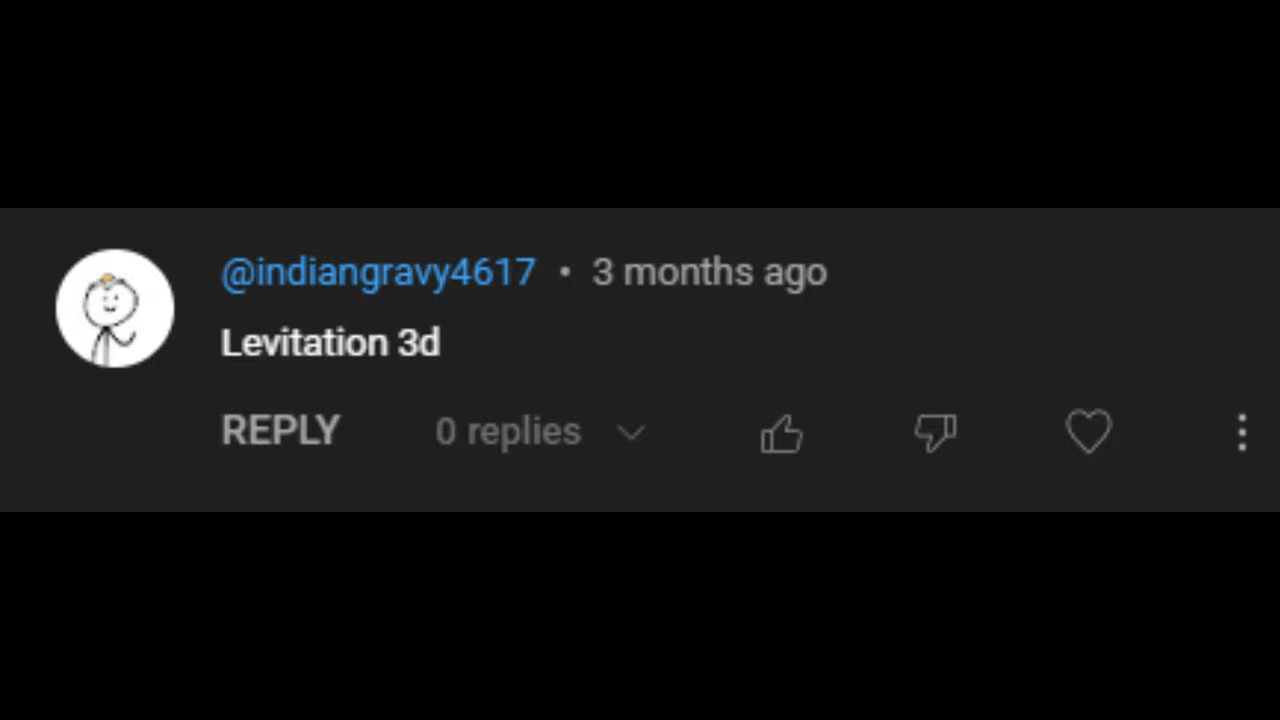 @indiangravy4617 • 3 months ago
Levitation 3d
REPLY 0 replies